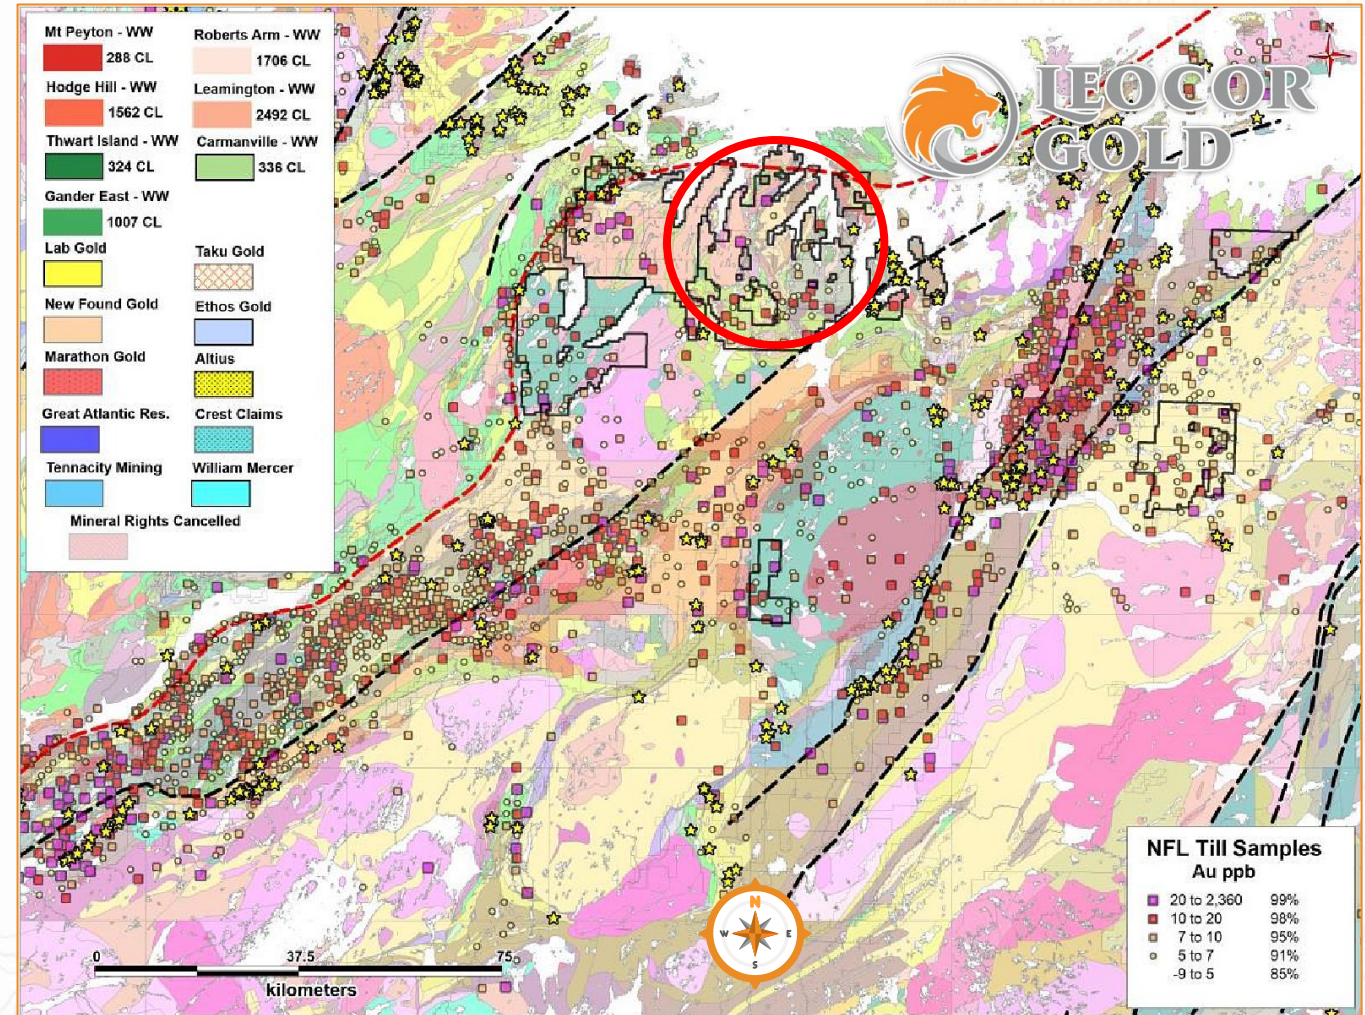 Mt Peyton - WW
288 CL
Roberts Arm - WW
1706 CL
Hodge Hill - WW
1562 CL
Leamington - WW
2492 CL
Thwart Island - WW
324 CL
Carmanville - WW
336 CL
Gander East - WW
1007 CL
Lab Gold
Taku Gold
New Found Gold
Ethos Gold
Marathon Gold
Altius
Great Atlantic Res.
Crest Claims
Tennacity Mining
William Mercer
Mineral Rights Cancelled
N
LEOCOR
GOLD
NFL Till Samples
Au ppb
20 to 2,360 99%
10 to 20 98%
7 to 10 95%
5 to 7 91%
-9 to 5 85%
N
W E
S
0 37.5 75
kilometers